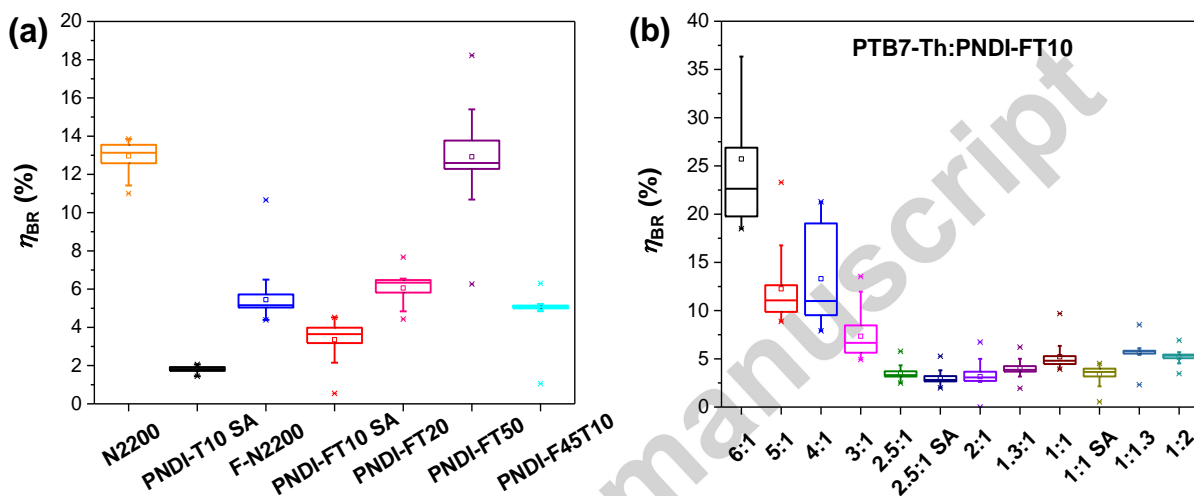 (a)
20
18
16
14
12
10
8
6
4
2
0
ηBR (%)
N2200
PNDI-T10 SA
F-N2200
PNDI-FT10 SA
PNDI-FT20
PNDI-FT50
PNDI-F45T10
(b)
PTB7-Th:PNDI-FT10
40
35
30
25
20
15
10
5
0
ηBR (%)
6:1
5:1
4:1
3:1
2.5:1
2.5:1 SA
2:1
1.3:1
1:1
1:1 SA
1:1.3
1:2
manuscript